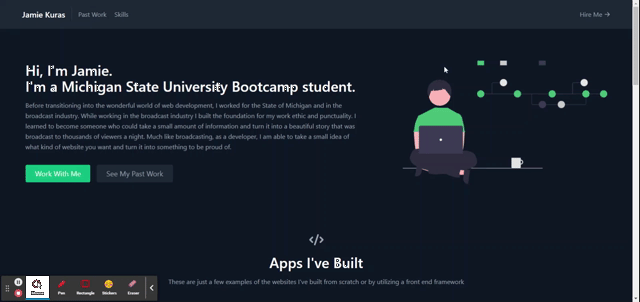 Jamie Kuras Past Work Skills Hire Me →
Hi, I'm Jamie.
I'm a Michigan State University Bootcamp student.
Before transitioning into the wonderful world of web development, I worked for the State of Michigan and in the
broadcast industry. While working in the broadcast industry I built the foundation for my work ethic and punctuality. I
learned to become someone who could take a small amount of information and turn it into a beautiful story that was
broadcast to thousands of viewers a night. Much like broadcasting, as a developer, I am able to take a small idea of
what kind of website you want and turn it into something to be proud of.
Work With Me See My Past Work
Apps I've Built
These are just a few examples of the websites I've built from scratch or by utilizing a front end framework
Pen Rectangle Stickers Eraser